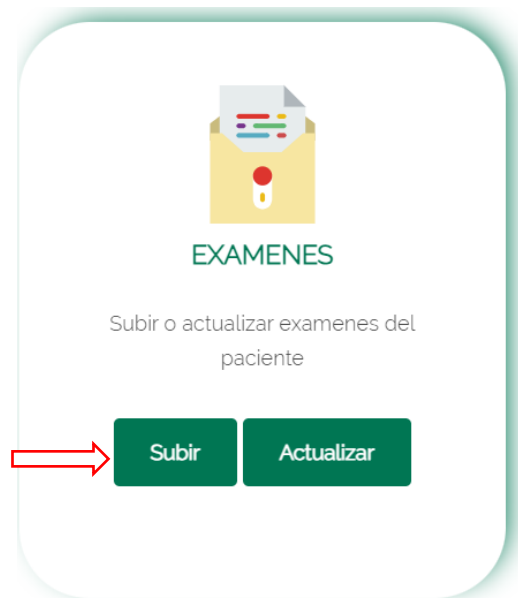 EXAMENES
Subir o actualizar examenes del
paciente
Subir
Actualizar